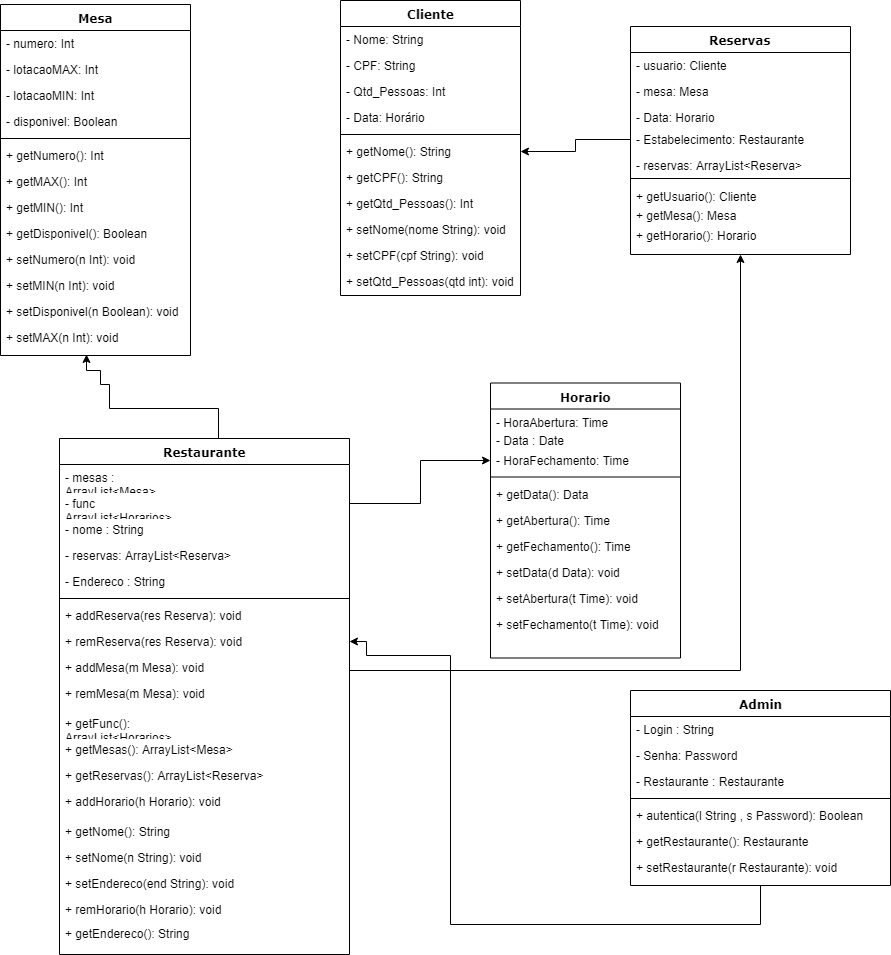 Mesa
- numero: Int
- lotacaoMAX: Int
- lotacaoMIN: Int
- disponivel: Boolean
+ getNumero(): Int
+ getMAX(): Int
+ getMIN(): Int
+ getDisponivel(): Boolean
+ setNumero(n Int): void
+ setMIN(n Int): void
+ setDisponivel(n Boolean): void
+ setMAX(n Int): void
Cliente
- Nome: String
- CPF: String
- Qtd_Pessoas: Int
- Data: Horário
+ getNome(): String
+ getCPF(): String
+ getQtd_Pessoas(): Int
+ setNome(nome String): void
+ setCPF(cpf String): void
+ setQtd_Pessoas(qtd int): void
Reservas
- usuario: Cliente
- mesa: Mesa
- Data: Horario
- Estabelecimento: Restaurante
- reservas: ArrayList<Reserva>
+ getUsuario(): Cliente
+ getMesa(): Mesa
+ getHorario(): Horario
Restaurante
- mesas :
ArrayList<Mesa>
- func
ArrayList<Horarios>
- nome : String
- reservas: ArrayList<Reserva>
- Endereco : String
+ addReserva(res Reserva): void
+ remReserva(res Reserva): void
+ addMesa(m Mesa): void
+ remMesa(m Mesa): void
+ getFunc():
ArrayList<Horarios>
+ getMesas(): ArrayList<Mesa>
+ getReservas(): ArrayList<Reserva>
+ addHorario(h Horario): void
+ getNome(): String
+ setNome(n String): void
+ setEndereco(end String): void
+ remHorario(h Horario): void
+ getEndereco(): String
Horario
- HoraAbertura: Time
- Data : Date
- HoraFechamento: Time
+ getData(): Data
+ getAbertura(): Time
+ getFechamento(): Time
+ setData(d Data): void
+ setAbertura(t Time): void
+ setFechamento(t Time): void
Admin
- Login : String
- Senha: Password
- Restaurante : Restaurante
+ autentica(l String , s Password): Boolean
+ getRestaurante(): Restaurante
+ setRestaurante(r Restaurante): void